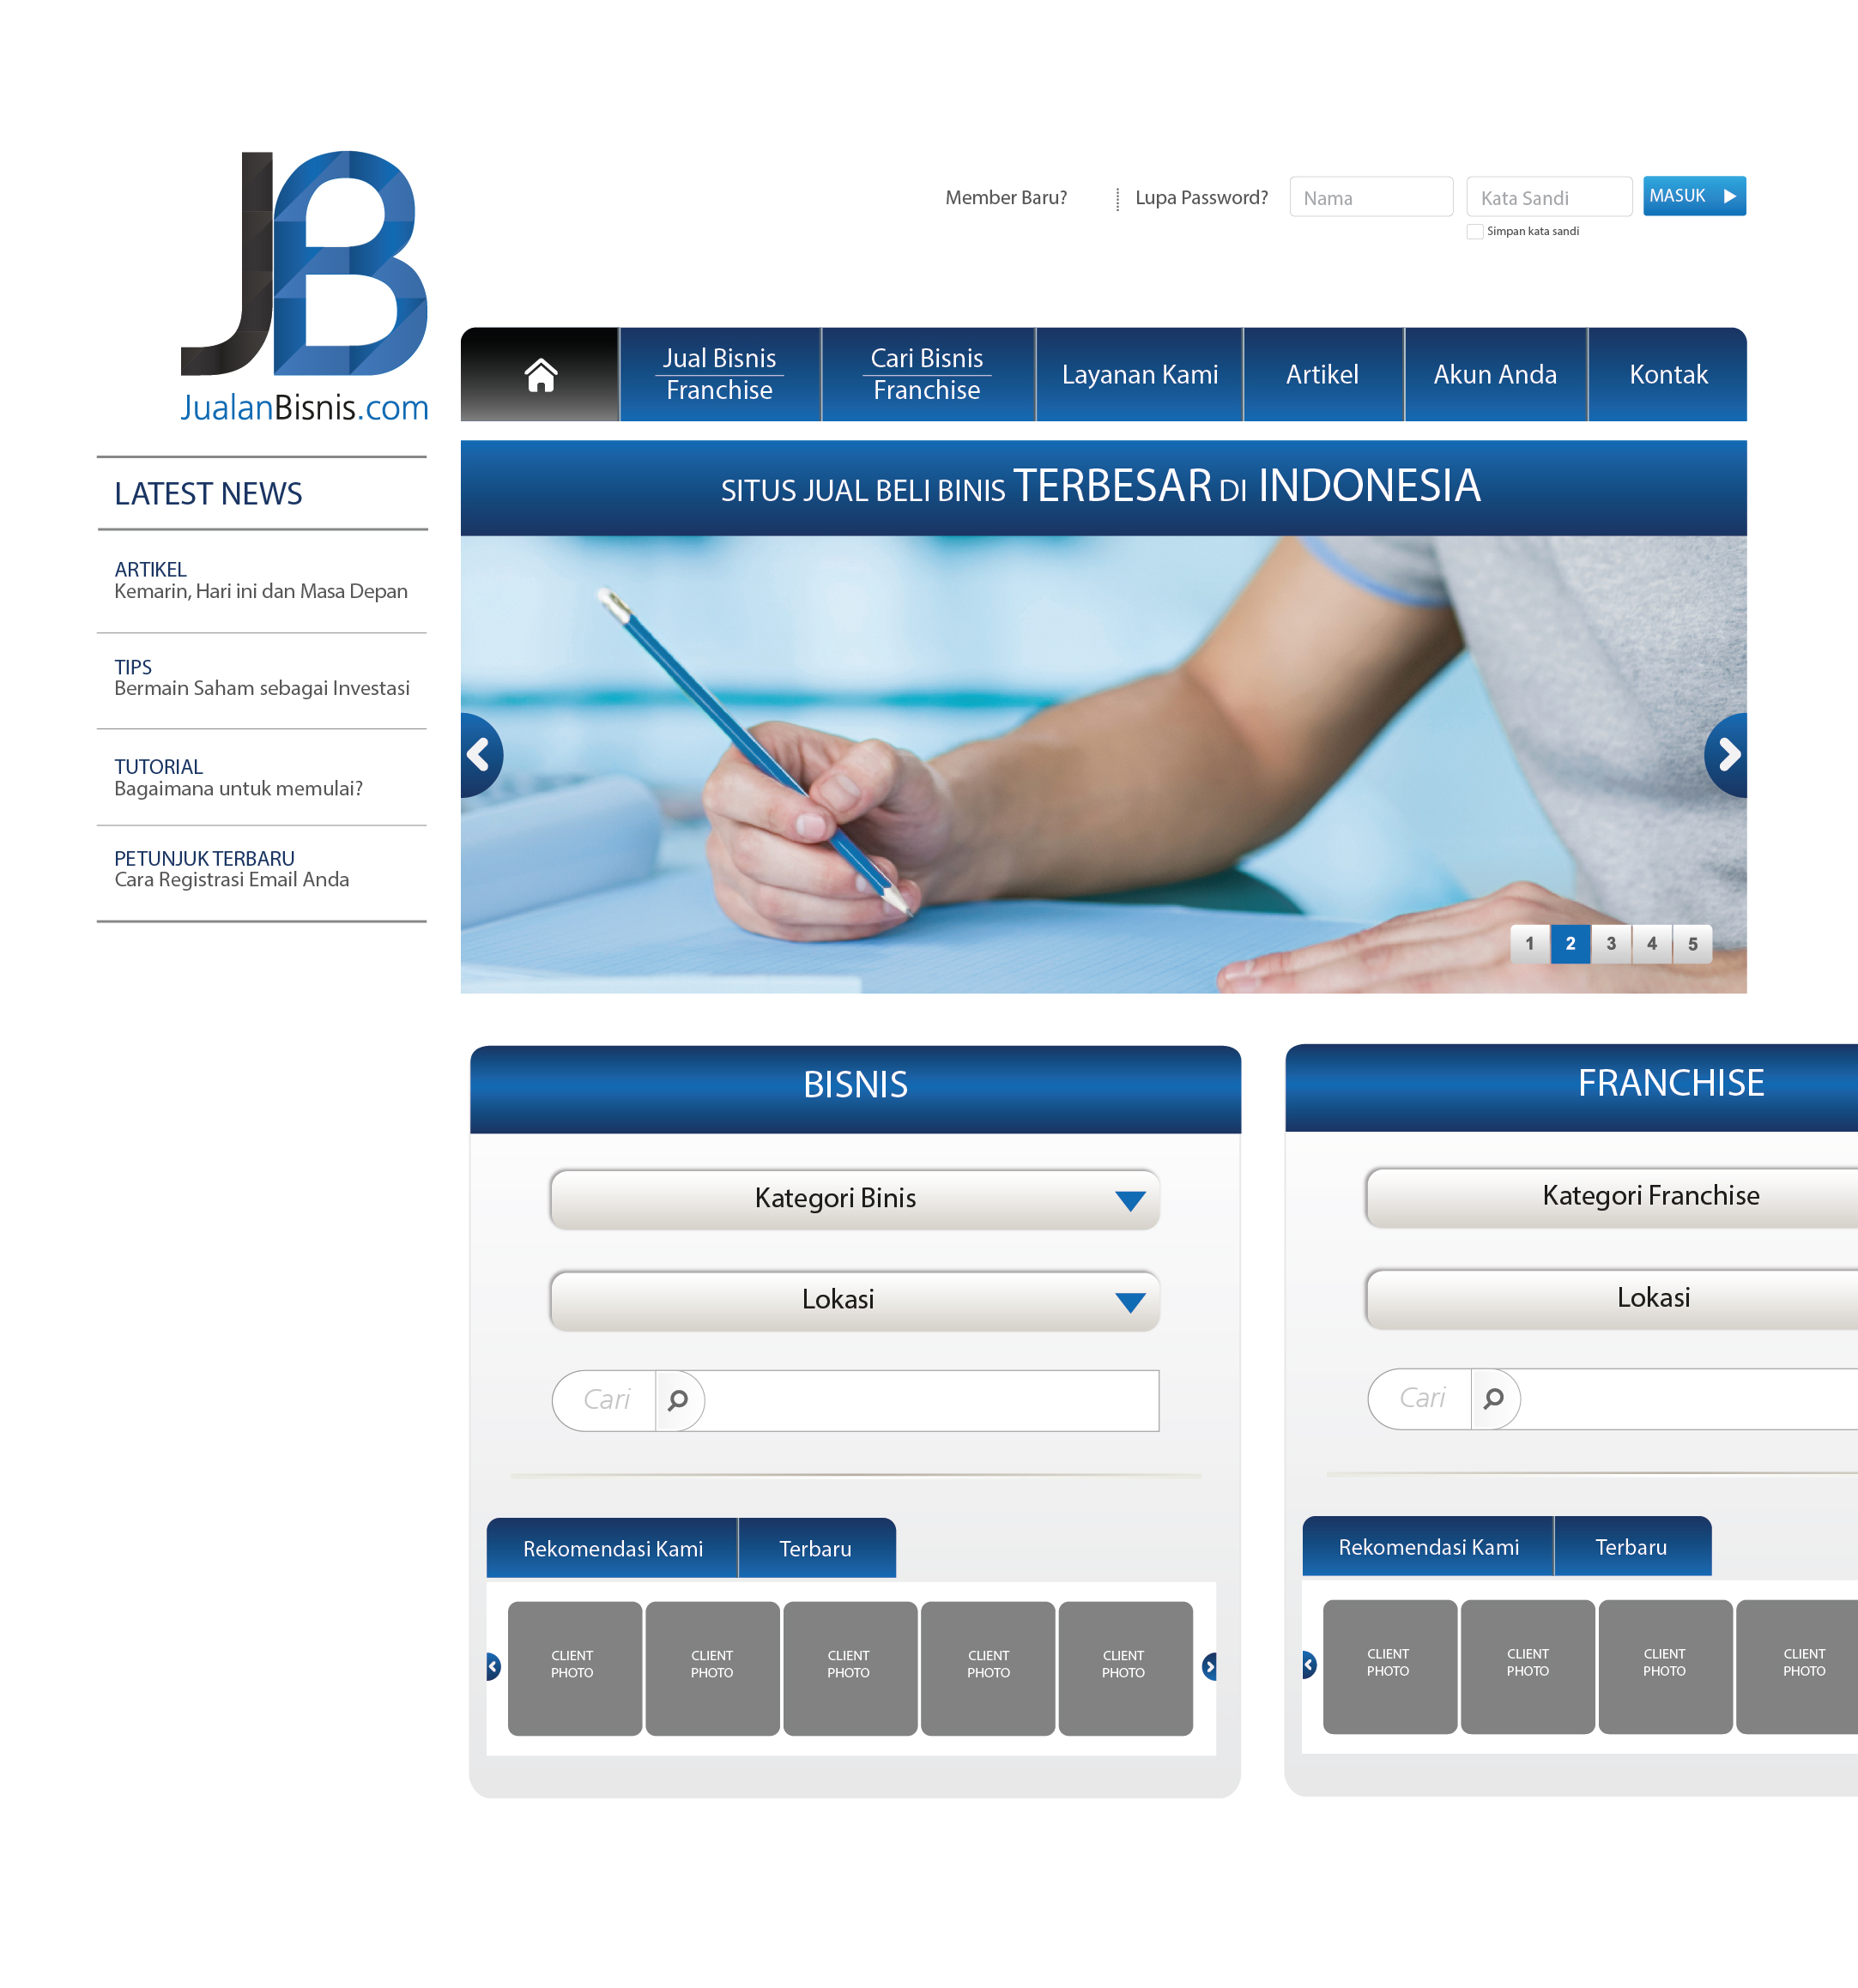 JB
JualanBisnis.com
Member Baru?
Lupa Password?
Nama
Kata Sandi
MASUK
Simpan kata sandi
Jual Bisnis
Franchise
Cari Bisnis
Franchise
Layanan Kami
Artikel
Akun Anda
Kontak
SITUS JUAL BELI BINIS TERBESAR DI INDONESIA
LATEST NEWS
ARTIKEL
Kemarin, Hari ini dan Masa Depan
TIPS
Bermain Saham sebagai Investasi
TUTORIAL
Bagaimana untuk memulai?
PETUNJUK TERBARU
Cara Registrasi Email Anda
1 2 3 4 5
BISNIS
Kategori Binis
Lokasi
Cari
Rekomendasi Kami
Terbaru
CLIENT
PHOTO
CLIENT
PHOTO
CLIENT
PHOTO
CLIENT
PHOTO
CLIENT
PHOTO
FRANCHISE
Kategori Franchise
Lokasi
Cari
Rekomendasi Kami
Terbaru
CLIENT
PHOTO
CLIENT
PHOTO
CLIENT
PHOTO
CLIENT
PHOTO